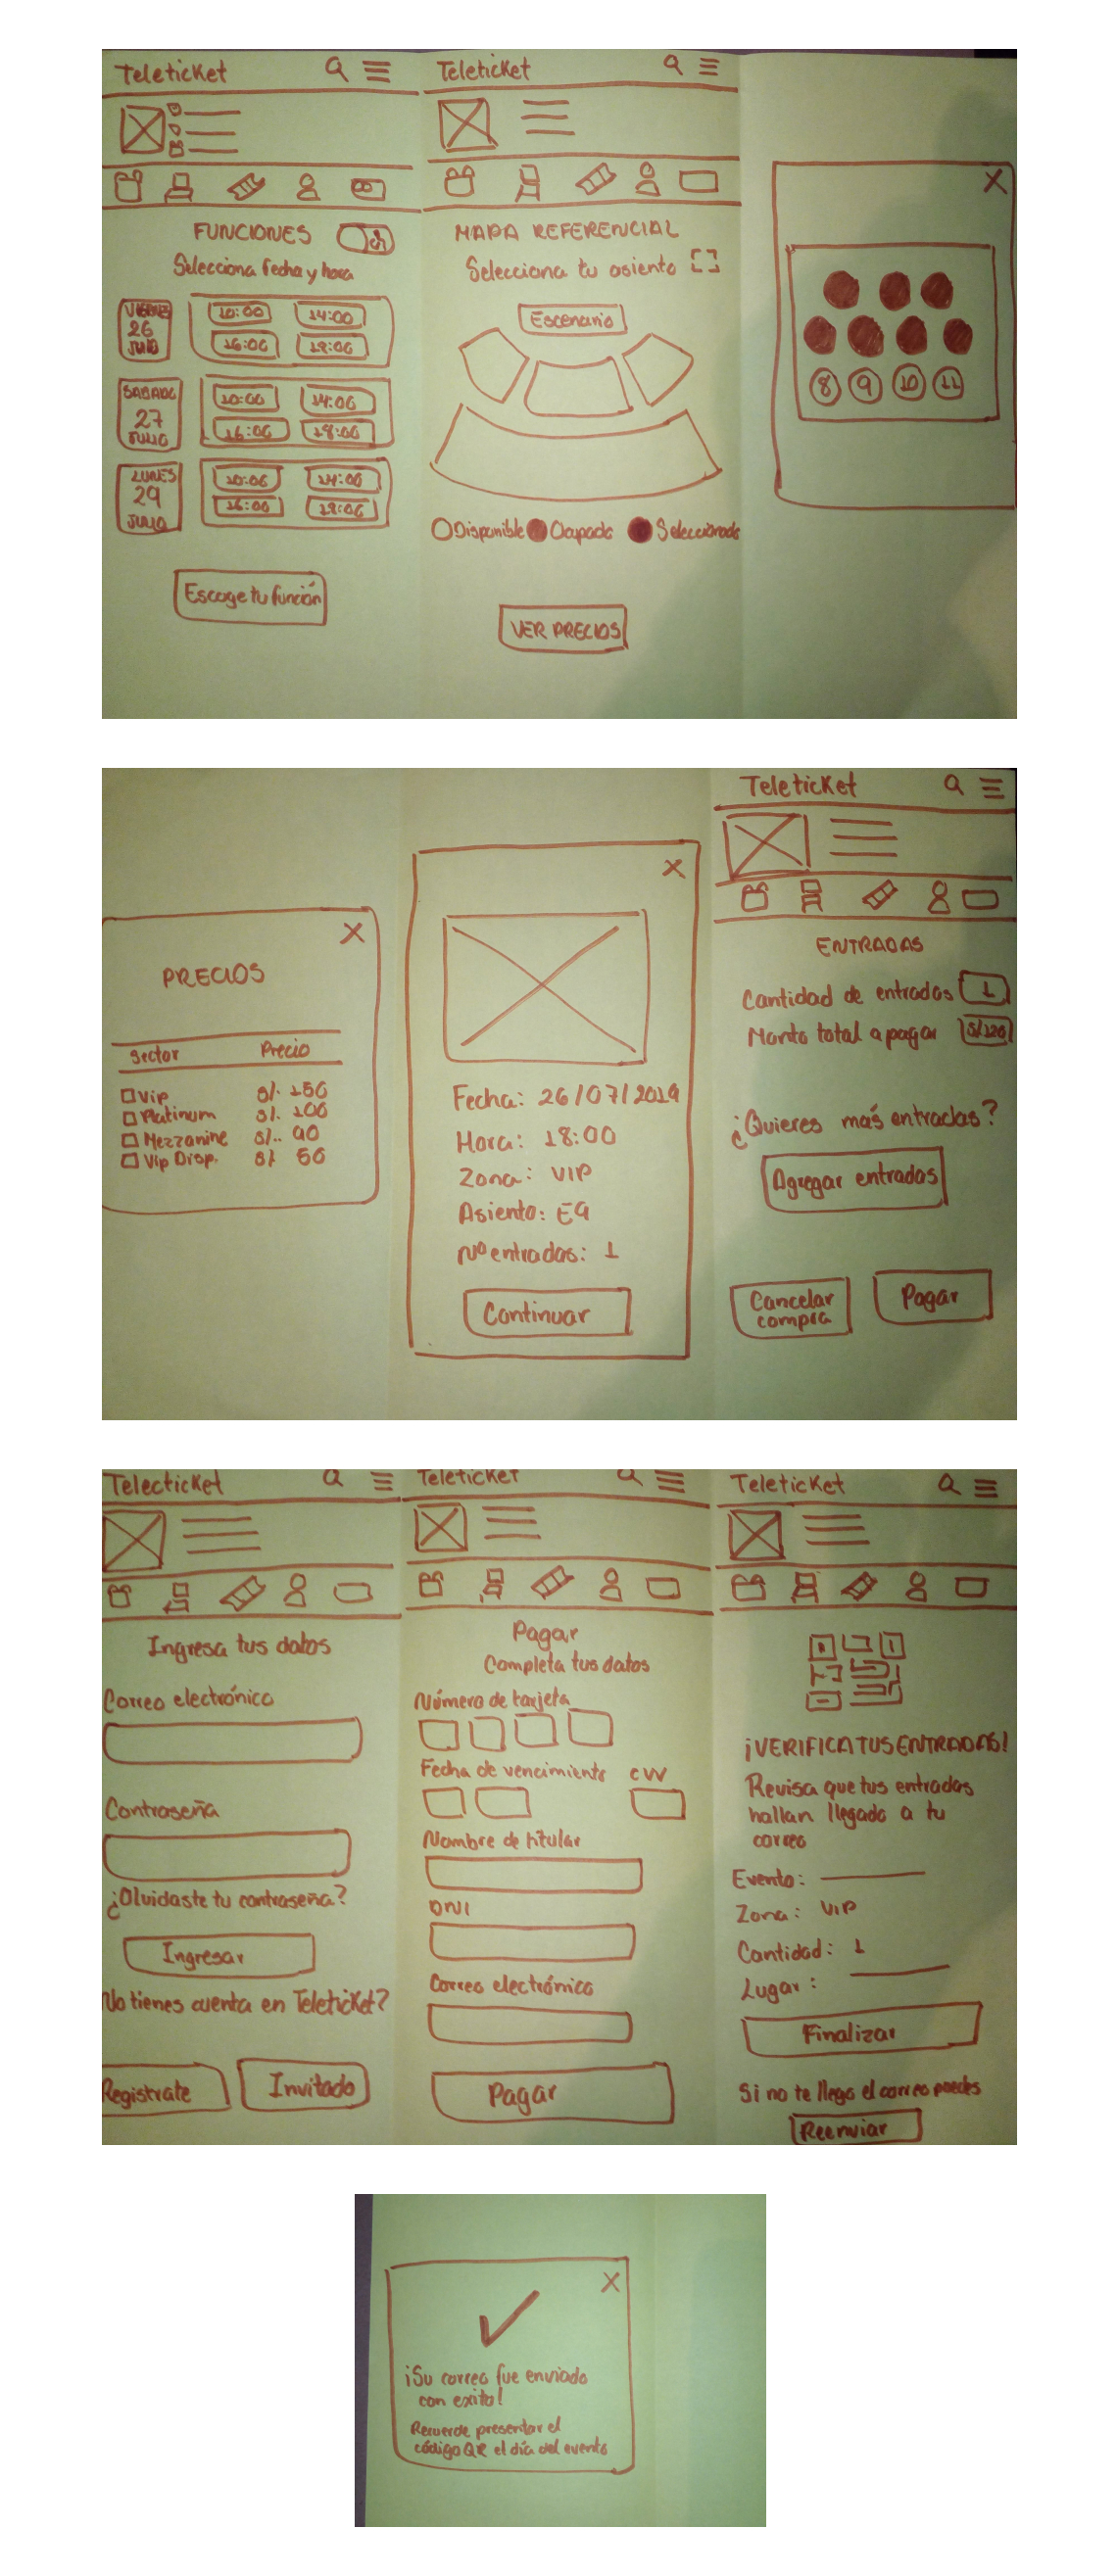 Teleticket
FUNCIONES
Selecciona fecha y hora
VIERNES
26
JULIO
10:00
14:00
16:00
18:00
SABADO
27
JULIO
10:00
14:00
16:00
18:00
LUNES
29
JULIO
10:00
14:00
16:00
18:00
Escoge tu función
Teleticket
MAPA REFERENCIAL
Selecciona tu asiento
Escenario
Disponible Ocupado Seleccionado
VER PRECIOS
X
8 9 10 11
X
PRECIOS
Sector Precio
Vip S/. 150
Platinum S/. 100
Mezzanine S/.. 90
Vip Disp. S/ 50
X
Fecha: 26/07/2019
Hora: 18:00
Zona: VIP
Asiento: E9
Nº entradas: 1
Continuar
Teleticket
ENTRADAS
Cantidad de entradas 1
Monto total a pagar S/120
¿Quieres más entradas?
Agregar entradas
Cancelar
compra
Pagar
Telecticket
Ingresa tus datos
Correo electrónico
Contraseña
¿Olvidaste tu contraseña?
Ingresar
No tienes cuenta en Teleticket?
Registrate
Invitado
Teleticket
Pagar
Completa tus datos
Número de tarjeta
Fecha de vencimiento CVV
Nombre de titular
DNI
Correo electrónico
Pagar
Teleticket
¡VERIFICA TUS ENTRADAS!
Revisa que tus entradas
hallan llegado a tu
correo
Evento:
Zona: VIP
Cantidad: 1
Lugar:
Finalizar
Si no te llego el correo puedes
Reenviar
X
¡Su correo fue enviado
con exito!
Recuerde presentar el
código QR el día del evento